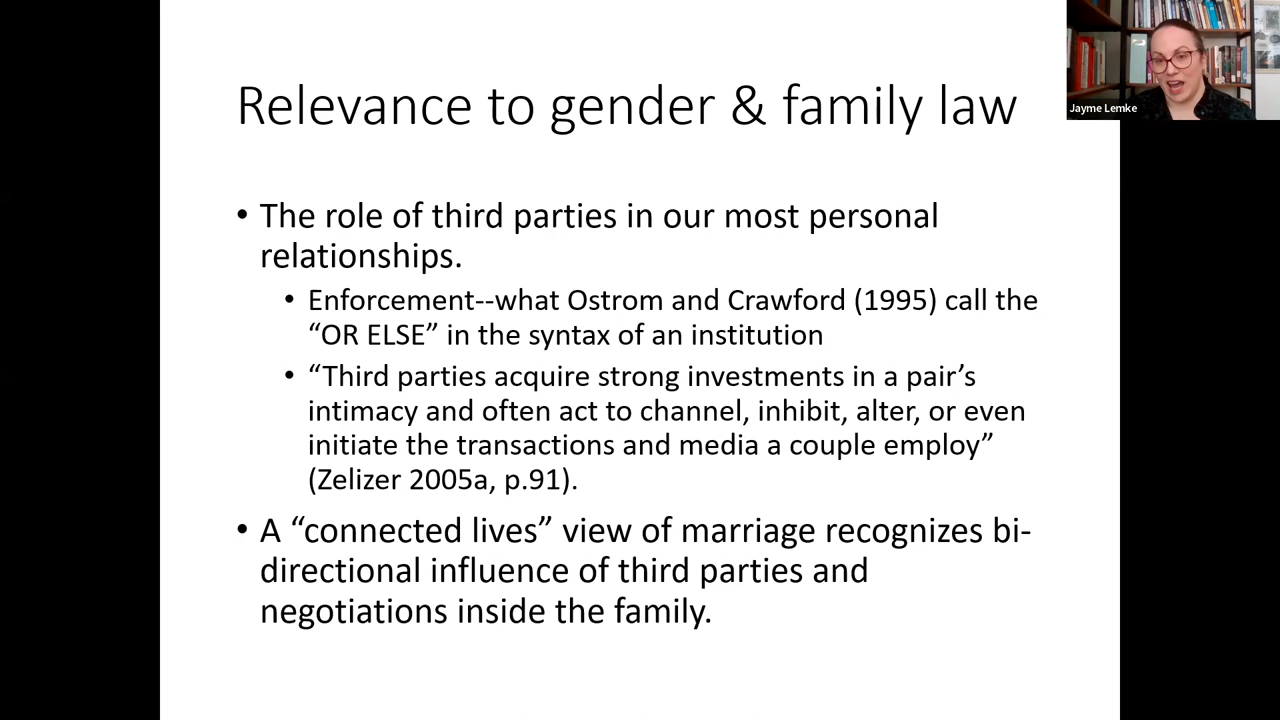 Relevance to gender & family law
Jayme Lemke
• The role of third parties in our most personal
relationships.
• Enforcement--what Ostrom and Crawford (1995) call the
“OR ELSE” in the syntax of an institution
• “Third parties acquire strong investments in a pair’s
intimacy and often act to channel, inhibit, alter, or even
initiate the transactions and media a couple employ”
(Zelizer 2005a, p.91).
• A “connected lives” view of marriage recognizes bi-
directional influence of third parties and
negotiations inside the family.